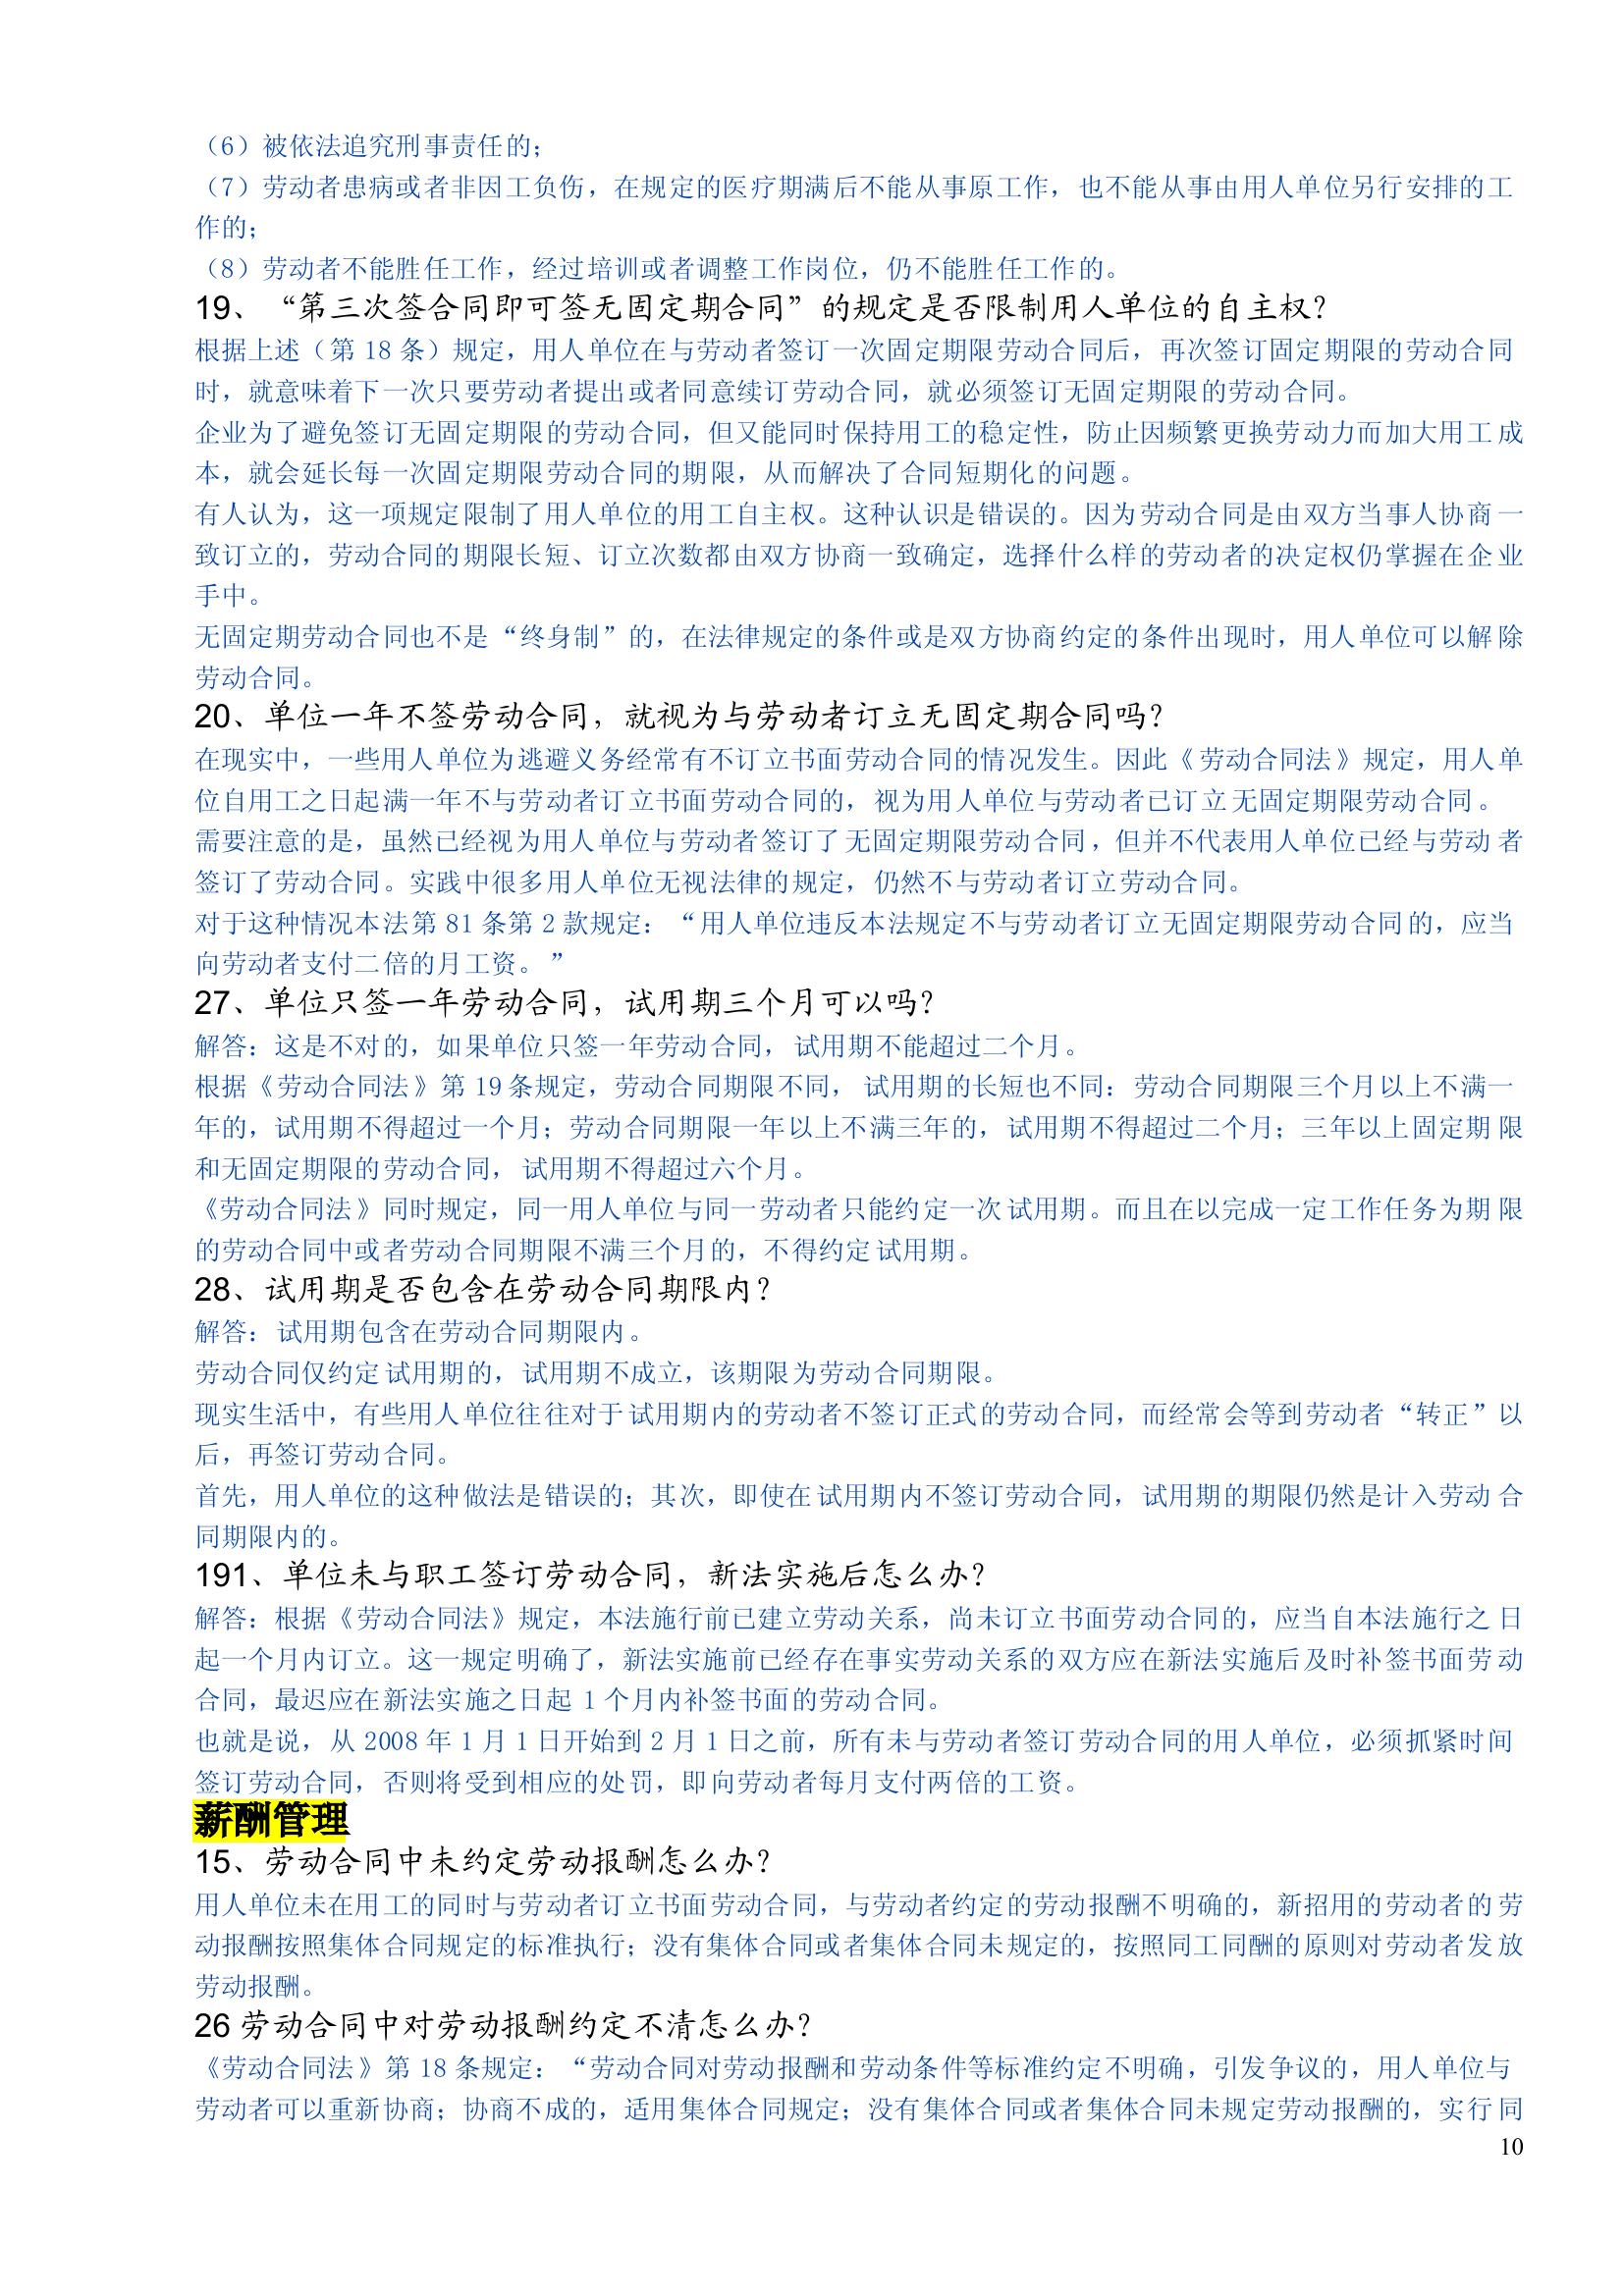 （6）被依法追究刑事责任的；
（7）劳动者患病或者非因工负伤，在规定的医疗期满后不能从事原工作，也不能从事由用人单位另行安排的工
作的；
（8）劳动者不能胜任工作，经过培训或者调整工作岗位，仍不能胜任工作的。
19、“第三次签合同即可签无固定期合同”的规定是否限制用人单位的自主权？
根据上述（第 18 条）规定，用人单位在与劳动者签订一次固定期限劳动合同后，再次签订固定期限的劳动合同
时，就意味着下一次只要劳动者提出或者同意续订劳动合同，就必须签订无固定期限的劳动合同。
企业为了避免签订无固定期限的劳动合同，但又能同时保持用工的稳定性，防止因频繁更换劳动力而加大用工成
本，就会延长每一次固定期限劳动合同的期限，从而解决了合同短期化的问题。
有人认为，这一项规定限制了用人单位的用工自主权。这种认识是错误的。因为劳动合同是由双方当事人协商一
致订立的，劳动合同的期限长短、订立次数都由双方协商一致确定，选择什么样的劳动者的决定权仍掌握在企业
手中。
无固定期劳动合同也不是“终身制”的，在法律规定的条件或是双方协商约定的条件出现时，用人单位可以解除
劳动合同。
20、单位一年不签劳动合同，就视为与劳动者订立无固定期合同吗？
在现实中，一些用人单位为逃避义务经常有不订立书面劳动合同的情况发生。因此《劳动合同法》规定，用人单
位自用工之日起满一年不与劳动者订立书面劳动合同的，视为用人单位与劳动者已订立无固定期限劳动合同。
需要注意的是，虽然已经视为用人单位与劳动者签订了无固定期限劳动合同，但并不代表用人单位已经与劳动者
签订了劳动合同。实践中很多用人单位无视法律的规定，仍然不与劳动者订立劳动合同。
对于这种情况本法第 81 条第 2 款规定：“用人单位违反本法规定不与劳动者订立无固定期限劳动合同的，应当
向劳动者支付二倍的月工资。”
27、单位只签一年劳动合同，试用期三个月可以吗？
解答：这是不对的，如果单位只签一年劳动合同，试用期不能超过二个月。
根据《劳动合同法》第 19 条规定，劳动合同期限不同，试用期的长短也不同：劳动合同期限三个月以上不满一
年的，试用期不得超过一个月；劳动合同期限一年以上不满三年的，试用期不得超过二个月；三年以上固定期限
和无固定期限的劳动合同，试用期不得超过六个月。
《劳动合同法》同时规定，同一用人单位与同一劳动者只能约定一次试用期。而且在以完成一定工作任务为期限
的劳动合同中或者劳动合同期限不满三个月的，不得约定试用期。
28、试用期是否包含在劳动合同期限内？
解答：试用期包含在劳动合同期限内。
劳动合同仅约定试用期的，试用期不成立，该期限为劳动合同期限。
现实生活中，有些用人单位往往对于试用期内的劳动者不签订正式的劳动合同，而经常会等到劳动者“转正”以
后，再签订劳动合同。
首先，用人单位的这种做法是错误的；其次，即使在试用期内不签订劳动合同，试用期的期限仍然是计入劳动合
同期限内的。
191、单位未与职工签订劳动合同，新法实施后怎么办？
解答：根据《劳动合同法》规定，本法施行前已建立劳动关系，尚未订立书面劳动合同的，应当自本法施行之日
起一个月内订立。这一规定明确了，新法实施前已经存在事实劳动关系的双方应在新法实施后及时补签书面劳动
合同，最迟应在新法实施之日起 1 个月内补签书面的劳动合同。
也就是说，从 2008 年 1 月 1 日开始到 2 月 1 日之前，所有未与劳动者签订劳动合同的用人单位，必须抓紧时间
签订劳动合同，否则将受到相应的处罚，即向劳动者每月支付两倍的工资。
薪酬管理
15、劳动合同中未约定劳动报酬怎么办？
用人单位未在用工的同时与劳动者订立书面劳动合同，与劳动者约定的劳动报酬不明确的，新招用的劳动者的劳
动报酬按照集体合同规定的标准执行；没有集体合同或者集体合同未规定的，按照同工同酬的原则对劳动者发放
劳动报酬。
26 劳动合同中对劳动报酬约定不清怎么办？
《劳动合同法》第 18 条规定：“劳动合同对劳动报酬和劳动条件等标准约定不明确，引发争议的，用人单位与
劳动者可以重新协商；协商不成的，适用集体合同规定；没有集体合同或者集体合同未规定劳动报酬的，实行同
10